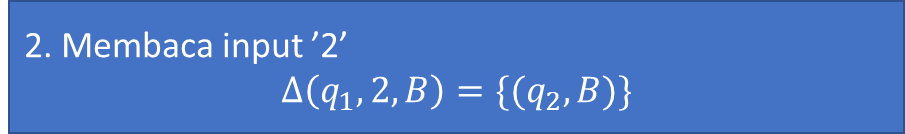 2. Membaca input ’2’
Δ(𝑞₁, 2, 𝐵) = {(𝑞₂, 𝐵)}